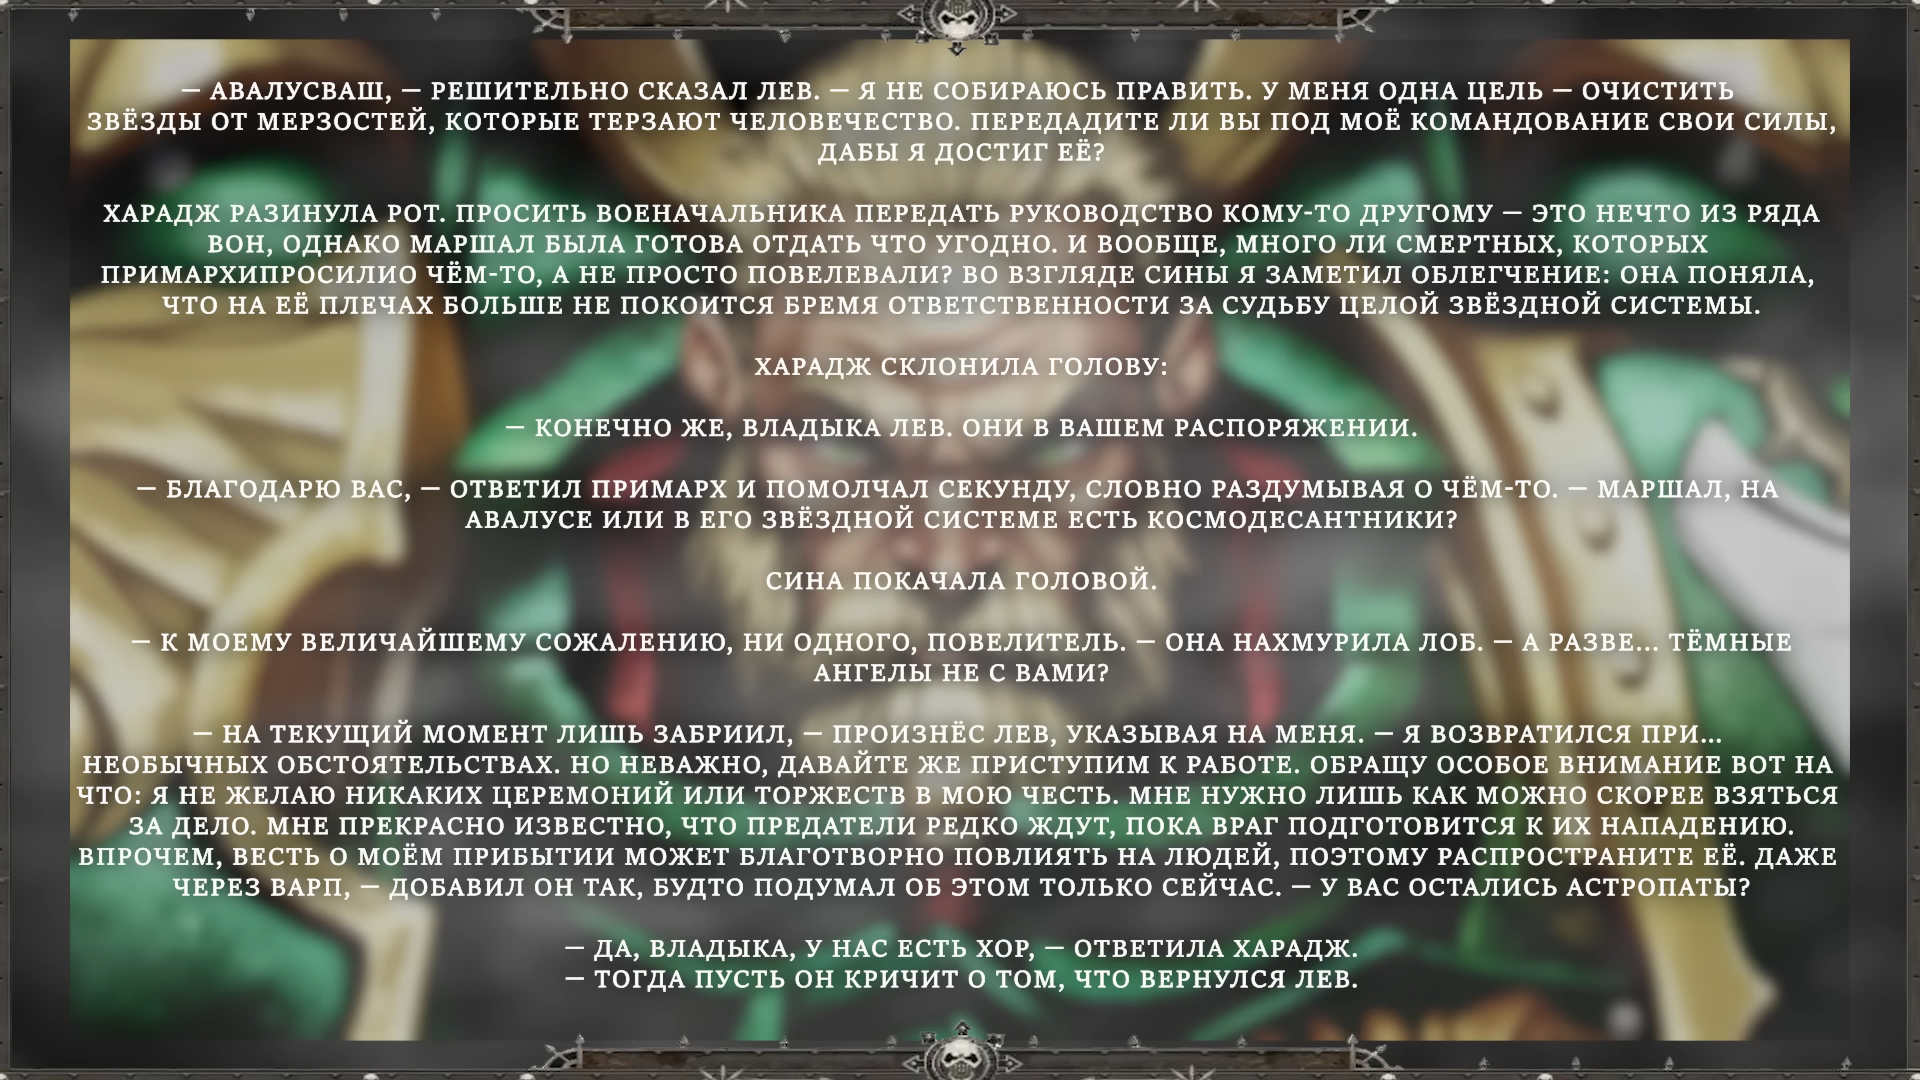 — АВАЛУСВАШ, — РЕШИТЕЛЬНО СКАЗАЛ ЛЕВ. — Я НЕ СОБИРАЮСЬ ПРАВИТЬ. У МЕНЯ ОДНА ЦЕЛЬ — ОЧИСТИТЬ
ЗВЁЗДЫ ОТ МЕРЗОСТЕЙ, КОТОРЫЕ ТЕРЗАЮТ ЧЕЛОВЕЧЕСТВО. ПЕРЕДАДИТЕ ЛИ ВЫ ПОД МОЁ КОМАНДОВАНИЕ СВОИ СИЛЫ,
ДАБЫ Я ДОСТИГ ЕЁ?
ХАРАДЖ РАЗИНУЛА РОТ. ПРОСИТЬ ВОЕНАЧАЛЬНИКА ПЕРЕДАТЬ РУКОВОДСТВО КОМУ-ТО ДРУГОМУ — ЭТО НЕЧТО ИЗ РЯДА
ВОН, ОДНАКО МАРШАЛ БЫЛА ГОТОВА ОТДАТЬ ЧТО УГОДНО. И ВООБЩЕ, МНОГО ЛИ СМЕРТНЫХ, КОТОРЫХ
ПРИМАРХИПРОСИЛИО ЧЁМ-ТО, А НЕ ПРОСТО ПОВЕЛЕВАЛИ? ВО ВЗГЛЯДЕ СИНЫ Я ЗАМЕТИЛ ОБЛЕГЧЕНИЕ: ОНА ПОНЯЛА,
ЧТО НА ЕЁ ПЛЕЧАХ БОЛЬШЕ НЕ ПОКОИТСЯ БРЕМЯ ОТВЕТСТВЕННОСТИ ЗА СУДЬБУ ЦЕЛОЙ ЗВЁЗДНОЙ СИСТЕМЫ.
ХАРАДЖ СКЛОНИЛА ГОЛОВУ:
— КОНЕЧНО ЖЕ, ВЛАДЫКА ЛЕВ. ОНИ В ВАШЕМ РАСПОРЯЖЕНИИ.
— БЛАГОДАРЮ ВАС, — ОТВЕТИЛ ПРИМАРХ И ПОМОЛЧАЛ СЕКУНДУ, СЛОВНО РАЗДУМЫВАЯ О ЧЁМ-ТО. — МАРШАЛ, НА
АВАЛУСЕ ИЛИ В ЕГО ЗВЁЗДНОЙ СИСТЕМЕ ЕСТЬ КОСМОДЕСАНТНИКИ?
СИНА ПОКАЧАЛА ГОЛОВОЙ.
— К МОЕМУ ВЕЛИЧАЙШЕМУ СОЖАЛЕНИЮ, НИ ОДНОГО, ПОВЕЛИТЕЛЬ. — ОНА НАХМУРИЛА ЛОБ. — А РАЗВЕ... ТЁМНЫЕ
АНГЕЛЫ НЕ С ВАМИ?
— НА ТЕКУЩИЙ МОМЕНТ ЛИШЬ ЗАБРИИЛ, — ПРОИЗНЁС ЛЕВ, УКАЗЫВАЯ НА МЕНЯ. — Я ВОЗВРАТИЛСЯ ПРИ...
НЕОБЫЧНЫХ ОБСТОЯТЕЛЬСТВАХ. НО НЕВАЖНО, ДАВАЙТЕ ЖЕ ПРИСТУПИМ К РАБОТЕ. ОБРАЩУ ОСОБОЕ ВНИМАНИЕ ВОТ НА
ЧТО: Я НЕ ЖЕЛАЮ НИКАКИХ ЦЕРЕМОНИЙ ИЛИ ТОРЖЕСТВ В МОЮ ЧЕСТЬ. МНЕ НУЖНО ЛИШЬ КАК МОЖНО СКОРЕЕ ВЗЯТЬСЯ
ЗА ДЕЛО. МНЕ ПРЕКРАСНО ИЗВЕСТНО, ЧТО ПРЕДАТЕЛИ РЕДКО ЖДУТ, ПОКА ВРАГ ПОДГОТОВИТСЯ К ИХ НАПАДЕНИЮ.
ВПРОЧЕМ, ВЕСТЬ О МОЁМ ПРИБЫТИИ МОЖЕТ БЛАГОТВОРНО ПОВЛИЯТЬ НА ЛЮДЕЙ, ПОЭТОМУ РАСПРОСТРАНИТЕ ЕЁ. ДАЖЕ
ЧЕРЕЗ ВАРП, — ДОБАВИЛ ОН ТАК, БУДТО ПОДУМАЛ ОБ ЭТОМ ТОЛЬКО СЕЙЧАС. — У ВАС ОСТАЛИСЬ АСТРОПАТЫ?
— ДА, ВЛАДЫКА, У НАС ЕСТЬ ХОР, — ОТВЕТИЛА ХАРАДЖ.
— ТОГДА ПУСТЬ ОН КРИЧИТ О ТОМ, ЧТО ВЕРНУЛСЯ ЛЕВ.